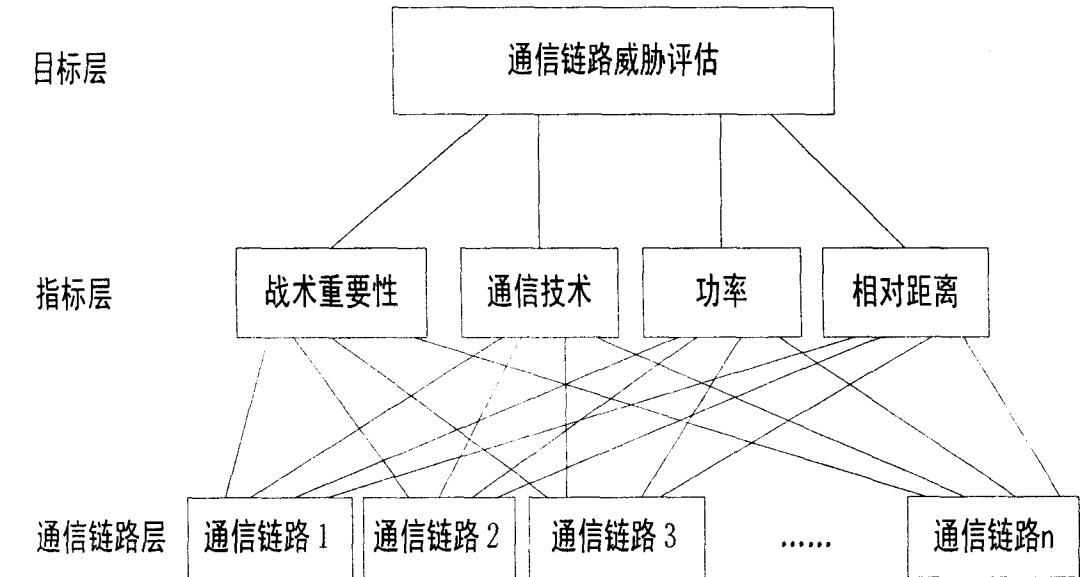 目标层
通信链路威胁评估
指标层
战术重要性
通信技术
功率
相对距离
通信链路层
通信链路1
通信链路2
通信链路3
......
通信链路n